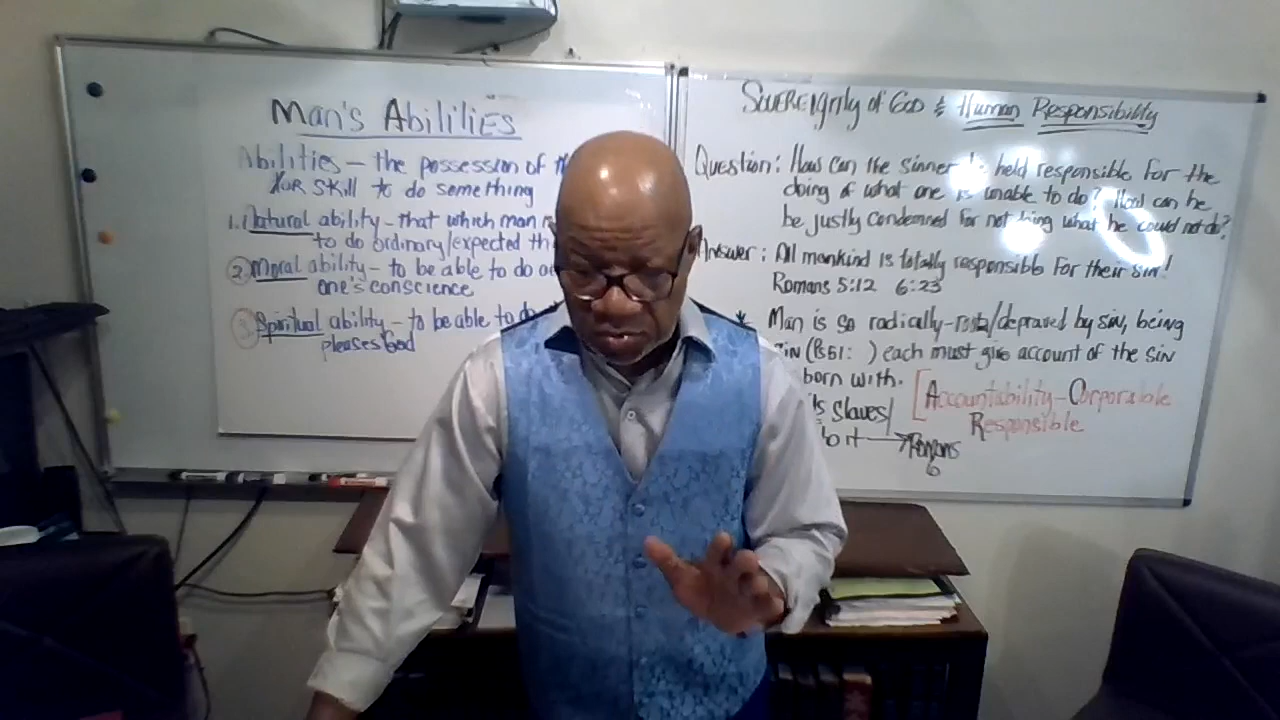 Man's Abilities
Abilities – the possession of
or skill to do something
1. Natural ability – that which man
to do ordinary/expected
2 Moral ability – to be able to do
one's conscience
3 Spiritual ability – to be able to do
pleases God
Sovereignty of God & Human Responsibility
Question: How can the sinner held responsible for the
doing of what one is unable to do? How can he
be justly condemned for not doing what he could not do?
Answer: All mankind is totally responsible for their sin!
Romans 5:12 6:23
* Man is so radically- /depraved by sin, being
(Ps 51: ) each must give account of the sin
born with.
Slaves/
[Accountability – Corporable
Responsible
→ Romans
6